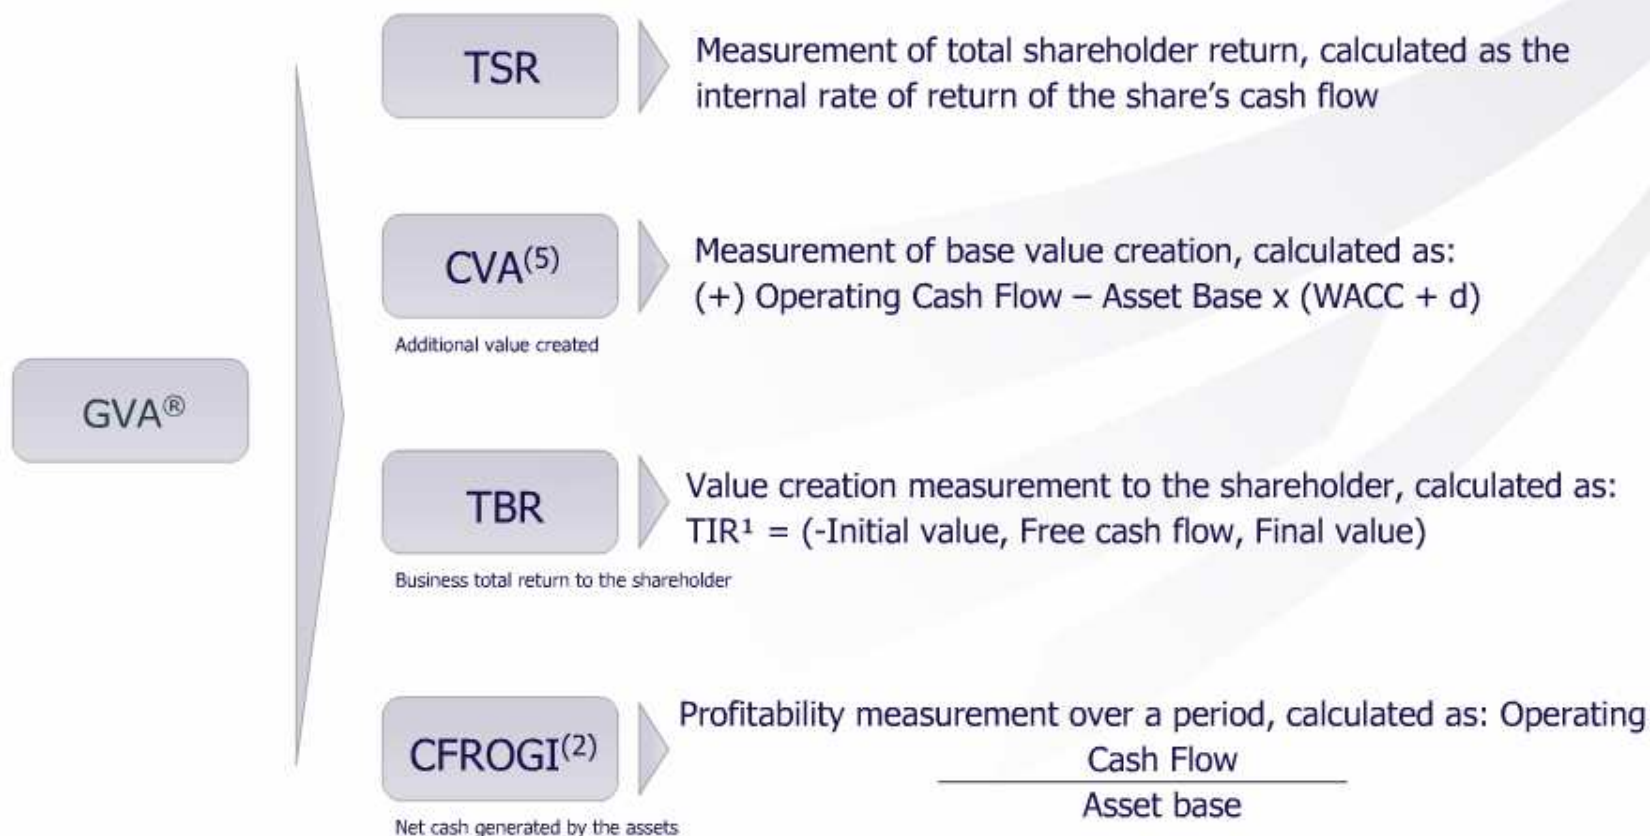 TSR
Measurement of total shareholder return, calculated as the
internal rate of return of the share's cash flow
CVA(5)
Measurement of base value creation, calculated as:
(+) Operating Cash Flow – Asset Base x (WACC + d)
Additional value created
GVA®
TBR
Value creation measurement to the shareholder, calculated as:
TIR¹ = (-Initial value, Free cash flow, Final value)
Business total return to the shareholder
CFROGI(2)
Profitability measurement over a period, calculated as: Operating
Cash Flow
Asset base
Net cash generated by the assets